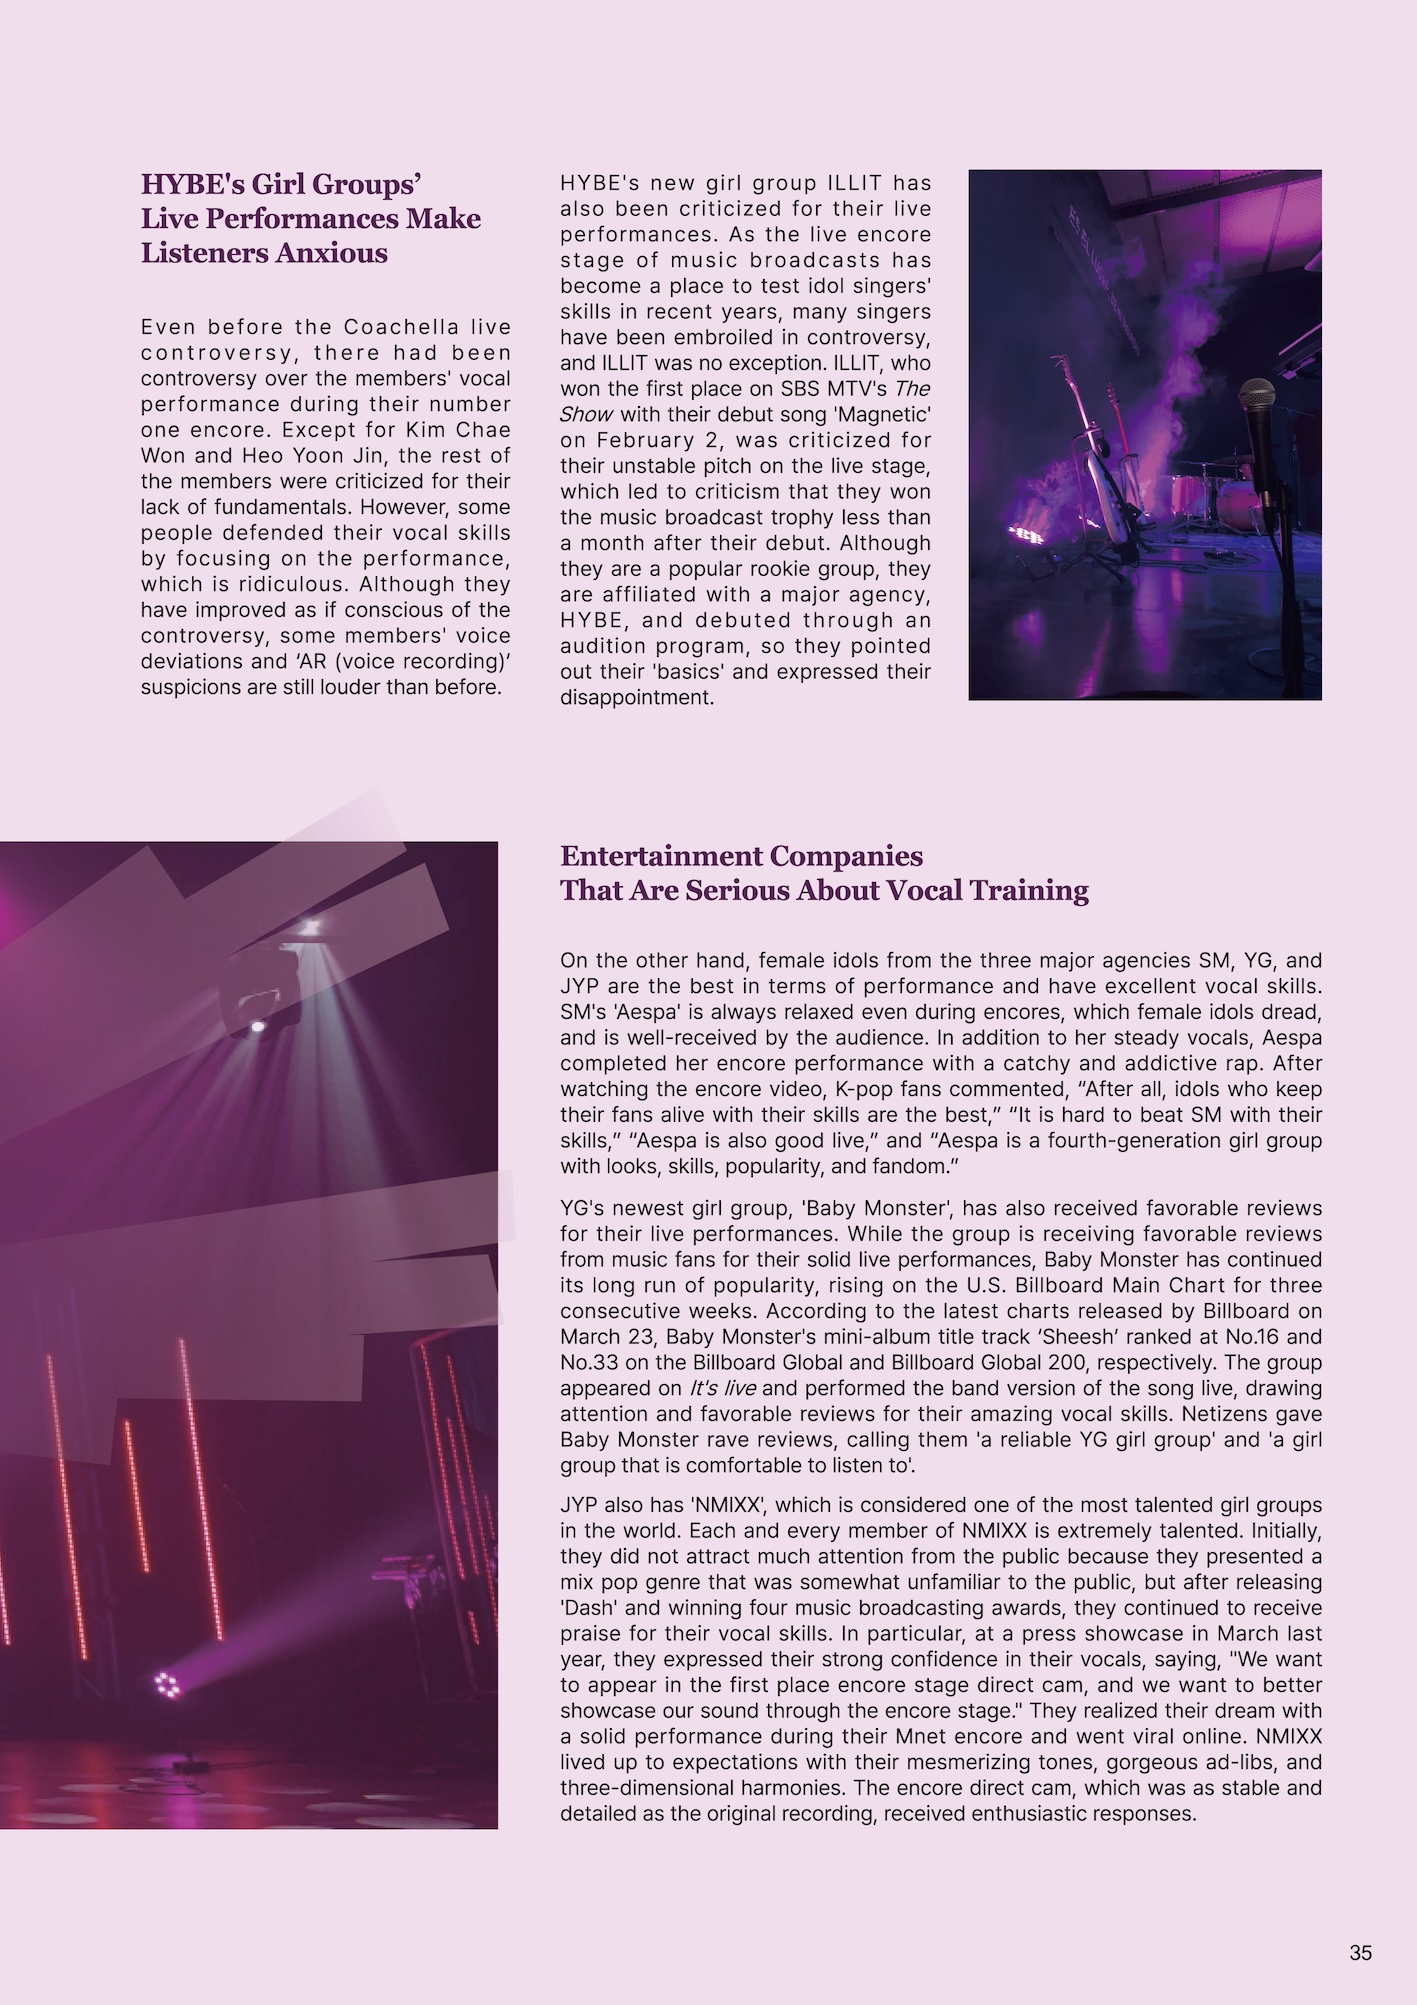 HYBE's Girl Groups’
Live Performances Make
Listeners Anxious
Even before the Coachella live
controversy, there had been
controversy over the members' vocal
performance during their number
one encore. Except for Kim Chae
Won and Heo Yoon Jin, the rest of
the members were criticized for their
lack of fundamentals. However, some
people defended their vocal skills
by focusing on the performance,
which is ridiculous. Although they
have improved as if conscious of the
controversy, some members' voice
deviations and ‘AR (voice recording)’
suspicions are still louder than before.
HYBE's new girl group ILLIT has
also been criticized for their live
performances. As the live encore
stage of music broadcasts has
become a place to test idol singers'
skills in recent years, many singers
have been embroiled in controversy,
and ILLIT was no exception. ILLIT, who
won the first place on SBS MTV's The
Show with their debut song 'Magnetic'
on February 2, was criticized for
their unstable pitch on the live stage,
which led to criticism that they won
the music broadcast trophy less than
a month after their debut. Although
they are a popular rookie group, they
are affiliated with a major agency,
HYBE, and debuted through an
audition program, so they pointed
out their 'basics' and expressed their
disappointment.
Entertainment Companies
That Are Serious About Vocal Training
On the other hand, female idols from the three major agencies SM, YG, and
JYP are the best in terms of performance and have excellent vocal skills.
SM's 'Aespa' is always relaxed even during encores, which female idols dread,
and is well-received by the audience. In addition to her steady vocals, Aespa
completed her encore performance with a catchy and addictive rap. After
watching the encore video, K-pop fans commented, “After all, idols who keep
their fans alive with their skills are the best,” “It is hard to beat SM with their
skills,” “Aespa is also good live,” and “Aespa is a fourth-generation girl group
with looks, skills, popularity, and fandom.”
YG's newest girl group, 'Baby Monster', has also received favorable reviews
for their live performances. While the group is receiving favorable reviews
from music fans for their solid live performances, Baby Monster has continued
its long run of popularity, rising on the U.S. Billboard Main Chart for three
consecutive weeks. According to the latest charts released by Billboard on
March 23, Baby Monster's mini-album title track ‘Sheesh’ ranked at No.16 and
No.33 on the Billboard Global and Billboard Global 200, respectively. The group
appeared on It's live and performed the band version of the song live, drawing
attention and favorable reviews for their amazing vocal skills. Netizens gave
Baby Monster rave reviews, calling them 'a reliable YG girl group' and 'a girl
group that is comfortable to listen to'.
JYP also has 'NMIXX', which is considered one of the most talented girl groups
in the world. Each and every member of NMIXX is extremely talented. Initially,
they did not attract much attention from the public because they presented a
mix pop genre that was somewhat unfamiliar to the public, but after releasing
'Dash' and winning four music broadcasting awards, they continued to receive
praise for their vocal skills. In particular, at a press showcase in March last
year, they expressed their strong confidence in their vocals, saying, "We want
to appear in the first place encore stage direct cam, and we want to better
showcase our sound through the encore stage." They realized their dream with
a solid performance during their Mnet encore and went viral online. NMIXX
lived up to expectations with their mesmerizing tones, gorgeous ad-libs, and
three-dimensional harmonies. The encore direct cam, which was as stable and
detailed as the original recording, received enthusiastic responses.
35